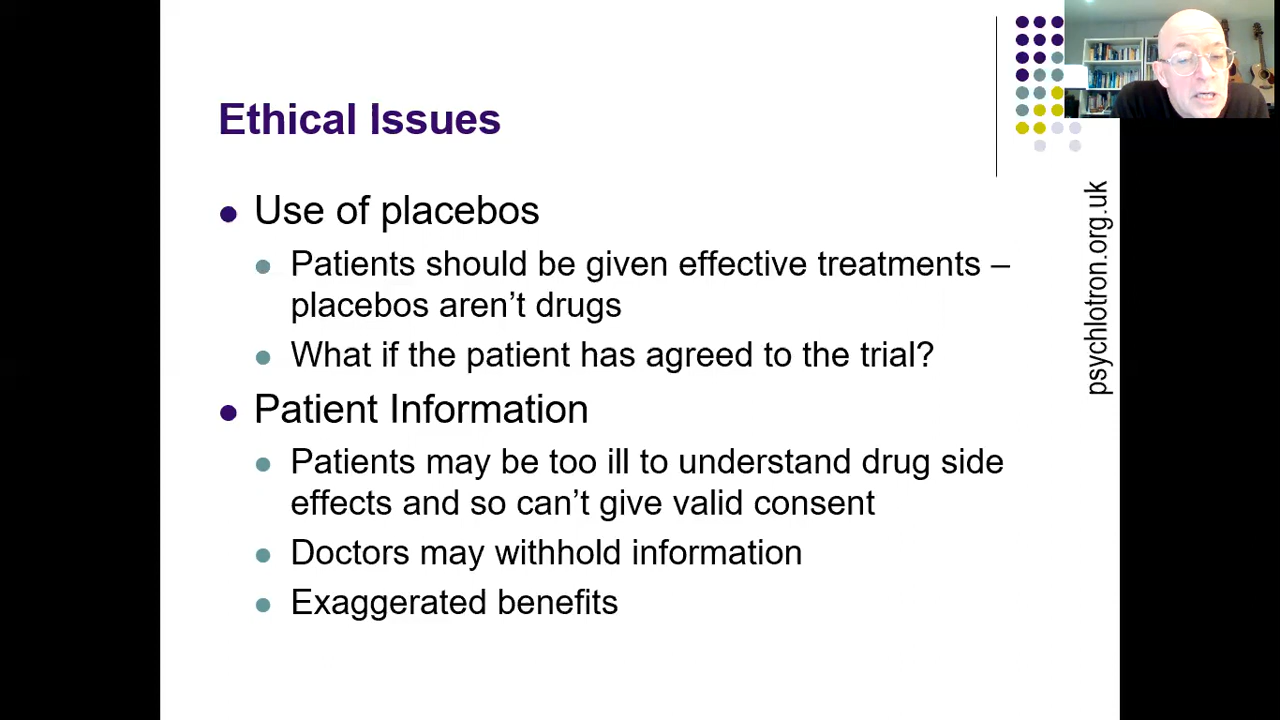 Ethical Issues
Use of placebos
Patients should be given effective treatments –
placebos aren’t drugs
What if the patient has agreed to the trial?
Patient Information
Patients may be too ill to understand drug side
effects and so can’t give valid consent
Doctors may withhold information
Exaggerated benefits
psychlotron.org.uk